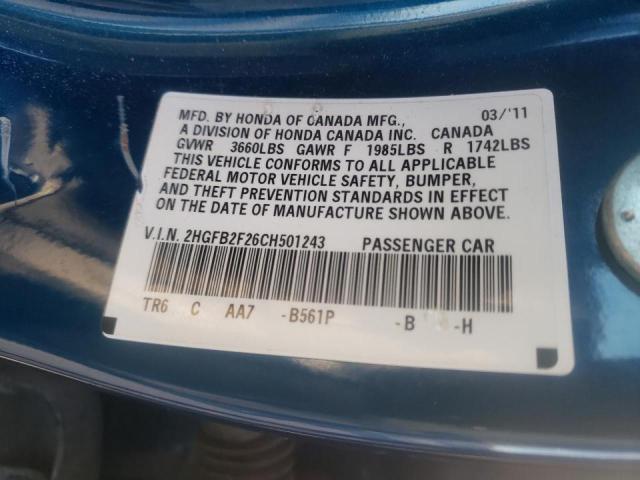 MFD. BY HONDA OF CANADA MFG., 03/'11
A DIVISION OF HONDA CANADA INC. CANADA
GVWR 3660LBS GAWR F 1985LBS R 1742LBS
THIS VEHICLE CONFORMS TO ALL APPLICABLE
FEDERAL MOTOR VEHICLE SAFETY, BUMPER,
AND THEFT PREVENTION STANDARDS IN EFFECT
ON THE DATE OF MANUFACTURE SHOWN ABOVE.
V.I.N. 2HGFB2F26CH501243 PASSENGER CAR
TR6 C AA7 -B561P -B -H